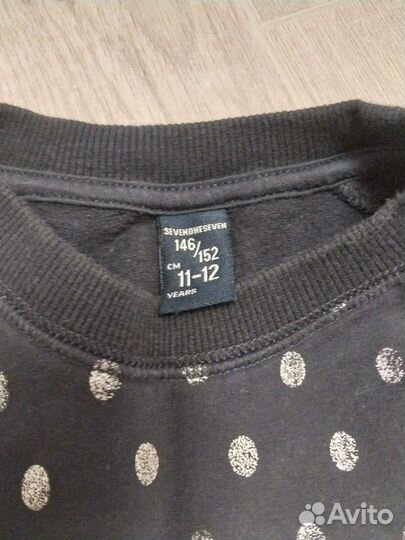 SEVENONESEVEN
146/152
CM
11-12
YEARS
Avito